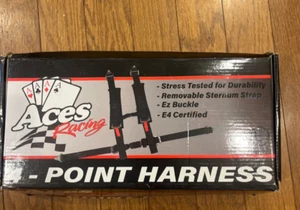 Aces
Racing
- Stress Tested for Durability
- Removable Sternum Strap
- Ez Buckle
- E4 Certified
- POINT HARNESS